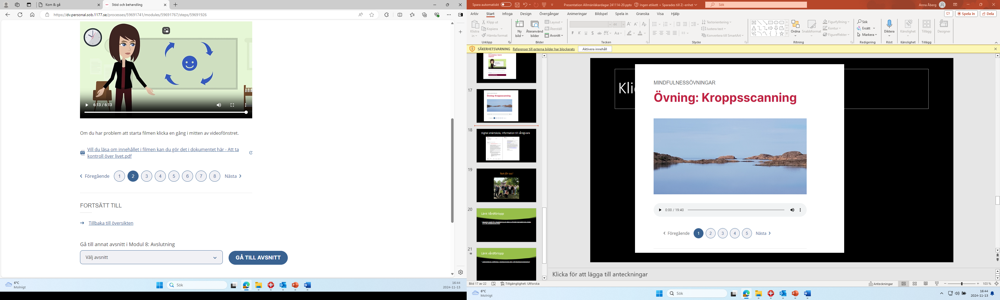 Kom & gå
Stöd och behandling
https://dv.personal.sob.1177.se/processes/59691741/modules/59691767/steps/59691926
6:13 / 6:13
Om du har problem att starta filmen klicka en gång i mitten av videofönstret.
PDF
Vill du läsa om innehållet i filmen kan du gör det i dokumentet här - Att ta
kontroll över livet.pdf
Föregående 1 2 3 4 5 6 7 8 Nästa
FORTSÄTT TILL
Tillbaka till översikten
Gå till annat avsnitt i Modul 8: Avslutning
Välj avsnitt
GÅ TILL AVSNITT
6°C
Molnigt
Sök
16:44
2024-11-13
Spara automatiskt
Presentation Allmänläkardagar 241114-20.pptx
Ingen etikett • Sparades till Z:-enhet
Sök
Anna Åberg
Arkiv Start Infoga Design Övergångar Animeringar Bildspel Spela in Granska Visa Hjälp
Spela in
Dela
Klistra in
Klipp ut
Kopiera
Hämta format
Urklipp
Ny bild
Återanvänd bilder
Layout
Återställ
Avsnitt
Bilder
44
F K U S ab AV Aa A
Tecken
Textorientering
Justera text
Konvertera till SmartArt
Stycke
Ordna
Snabbformat
Figurfyllning
Kontur
Figureffekter
Ritning
Sök
Ersätt
Markera
Redigering
Diktera
Röst
Känslighet
Känslighet
Tillägg
Tillägg
Designer
SÄKERHETSVARNING Referenser till externa bilder har blockerats
Aktivera innehåll
17
Övning: Kroppsscanning
18
Digital smärtskola, information till vårdgivare
19
Tack för oss!
20
Länk Vårdförlopp
21
Länk vårdförlopp
Klic
MINDFULNESSÖVNINGAR
Övning: Kroppsscanning
0:00 / 19:40
Föregående 1 2 3 4 5 Nästa
Klicka för att lägga till anteckningar
Bild 17 av 22
Tillgänglighet: Utforska
Anteckningar
103 %
6°C
Molnigt
Sök
16:44
2024-11-13